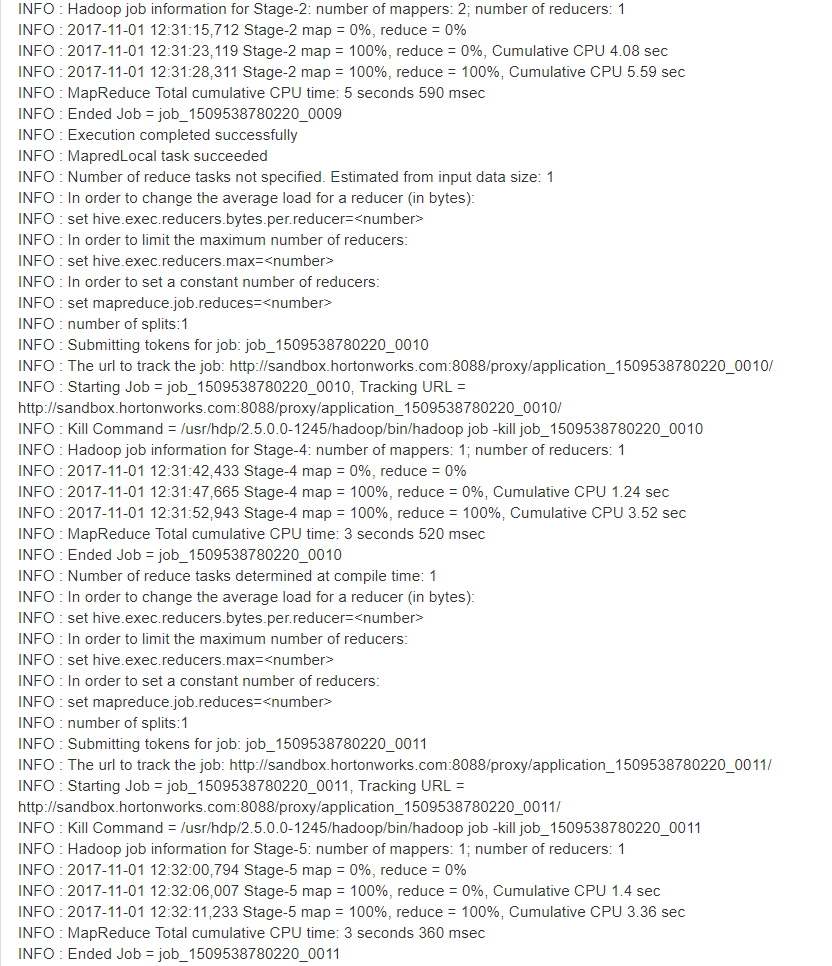 INFO : Hadoop job information for Stage-2: number of mappers: 2; number of reducers: 1
INFO : 2017-11-01 12:31:15,712 Stage-2 map = 0%, reduce = 0%
INFO : 2017-11-01 12:31:23,119 Stage-2 map = 100%, reduce = 0%, Cumulative CPU 4.08 sec
INFO : 2017-11-01 12:31:28,311 Stage-2 map = 100%, reduce = 100%, Cumulative CPU 5.59 sec
INFO : MapReduce Total cumulative CPU time: 5 seconds 590 msec
INFO : Ended Job = job_1509538780220_0009
INFO : Execution completed successfully
INFO : MapredLocal task succeeded
INFO : Number of reduce tasks not specified. Estimated from input data size: 1
INFO : In order to change the average load for a reducer (in bytes):
INFO : set hive.exec.reducers.bytes.per.reducer=<number>
INFO : In order to limit the maximum number of reducers:
INFO : set hive.exec.reducers.max=<number>
INFO : In order to set a constant number of reducers:
INFO : set mapreduce.job.reduces=<number>
INFO : number of splits:1
INFO : Submitting tokens for job: job_1509538780220_0010
INFO : The url to track the job: http://sandbox.hortonworks.com:8088/proxy/application_1509538780220_0010/
INFO : Starting Job = job_1509538780220_0010, Tracking URL =
http://sandbox.hortonworks.com:8088/proxy/application_1509538780220_0010/
INFO : Kill Command = /usr/hdp/2.5.0.0-1245/hadoop/bin/hadoop job -kill job_1509538780220_0010
INFO : Hadoop job information for Stage-4: number of mappers: 1; number of reducers: 1
INFO : 2017-11-01 12:31:42,433 Stage-4 map = 0%, reduce = 0%
INFO : 2017-11-01 12:31:47,665 Stage-4 map = 100%, reduce = 0%, Cumulative CPU 1.24 sec
INFO : 2017-11-01 12:31:52,943 Stage-4 map = 100%, reduce = 100%, Cumulative CPU 3.52 sec
INFO : MapReduce Total cumulative CPU time: 3 seconds 520 msec
INFO : Ended Job = job_1509538780220_0010
INFO : Number of reduce tasks determined at compile time: 1
INFO : In order to change the average load for a reducer (in bytes):
INFO : set hive.exec.reducers.bytes.per.reducer=<number>
INFO : In order to limit the maximum number of reducers:
INFO : set hive.exec.reducers.max=<number>
INFO : In order to set a constant number of reducers:
INFO : set mapreduce.job.reduces=<number>
INFO : number of splits:1
INFO : Submitting tokens for job: job_1509538780220_0011
INFO : The url to track the job: http://sandbox.hortonworks.com:8088/proxy/application_1509538780220_0011/
INFO : Starting Job = job_1509538780220_0011, Tracking URL =
http://sandbox.hortonworks.com:8088/proxy/application_1509538780220_0011/
INFO : Kill Command = /usr/hdp/2.5.0.0-1245/hadoop/bin/hadoop job -kill job_1509538780220_0011
INFO : Hadoop job information for Stage-5: number of mappers: 1; number of reducers: 1
INFO : 2017-11-01 12:32:00,794 Stage-5 map = 0%, reduce = 0%
INFO : 2017-11-01 12:32:06,007 Stage-5 map = 100%, reduce = 0%, Cumulative CPU 1.4 sec
INFO : 2017-11-01 12:32:11,233 Stage-5 map = 100%, reduce = 100%, Cumulative CPU 3.36 sec
INFO : MapReduce Total cumulative CPU time: 3 seconds 360 msec
INFO : Ended Job = job_1509538780220_0011